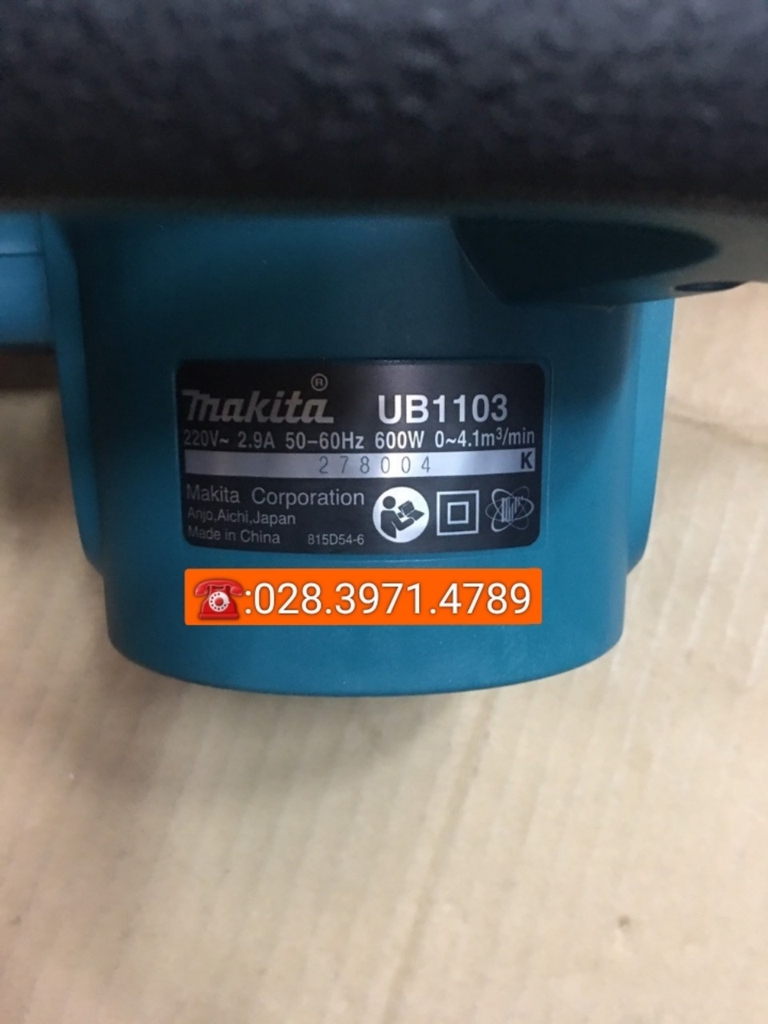 makita ® UB1103
220V~ 2.9A 50–60Hz 600W 0~4.1m³/min
278004 K
Makita Corporation
Anjo,Aichi,Japan
Made in China 815D54-6
☎:028.3971.4789